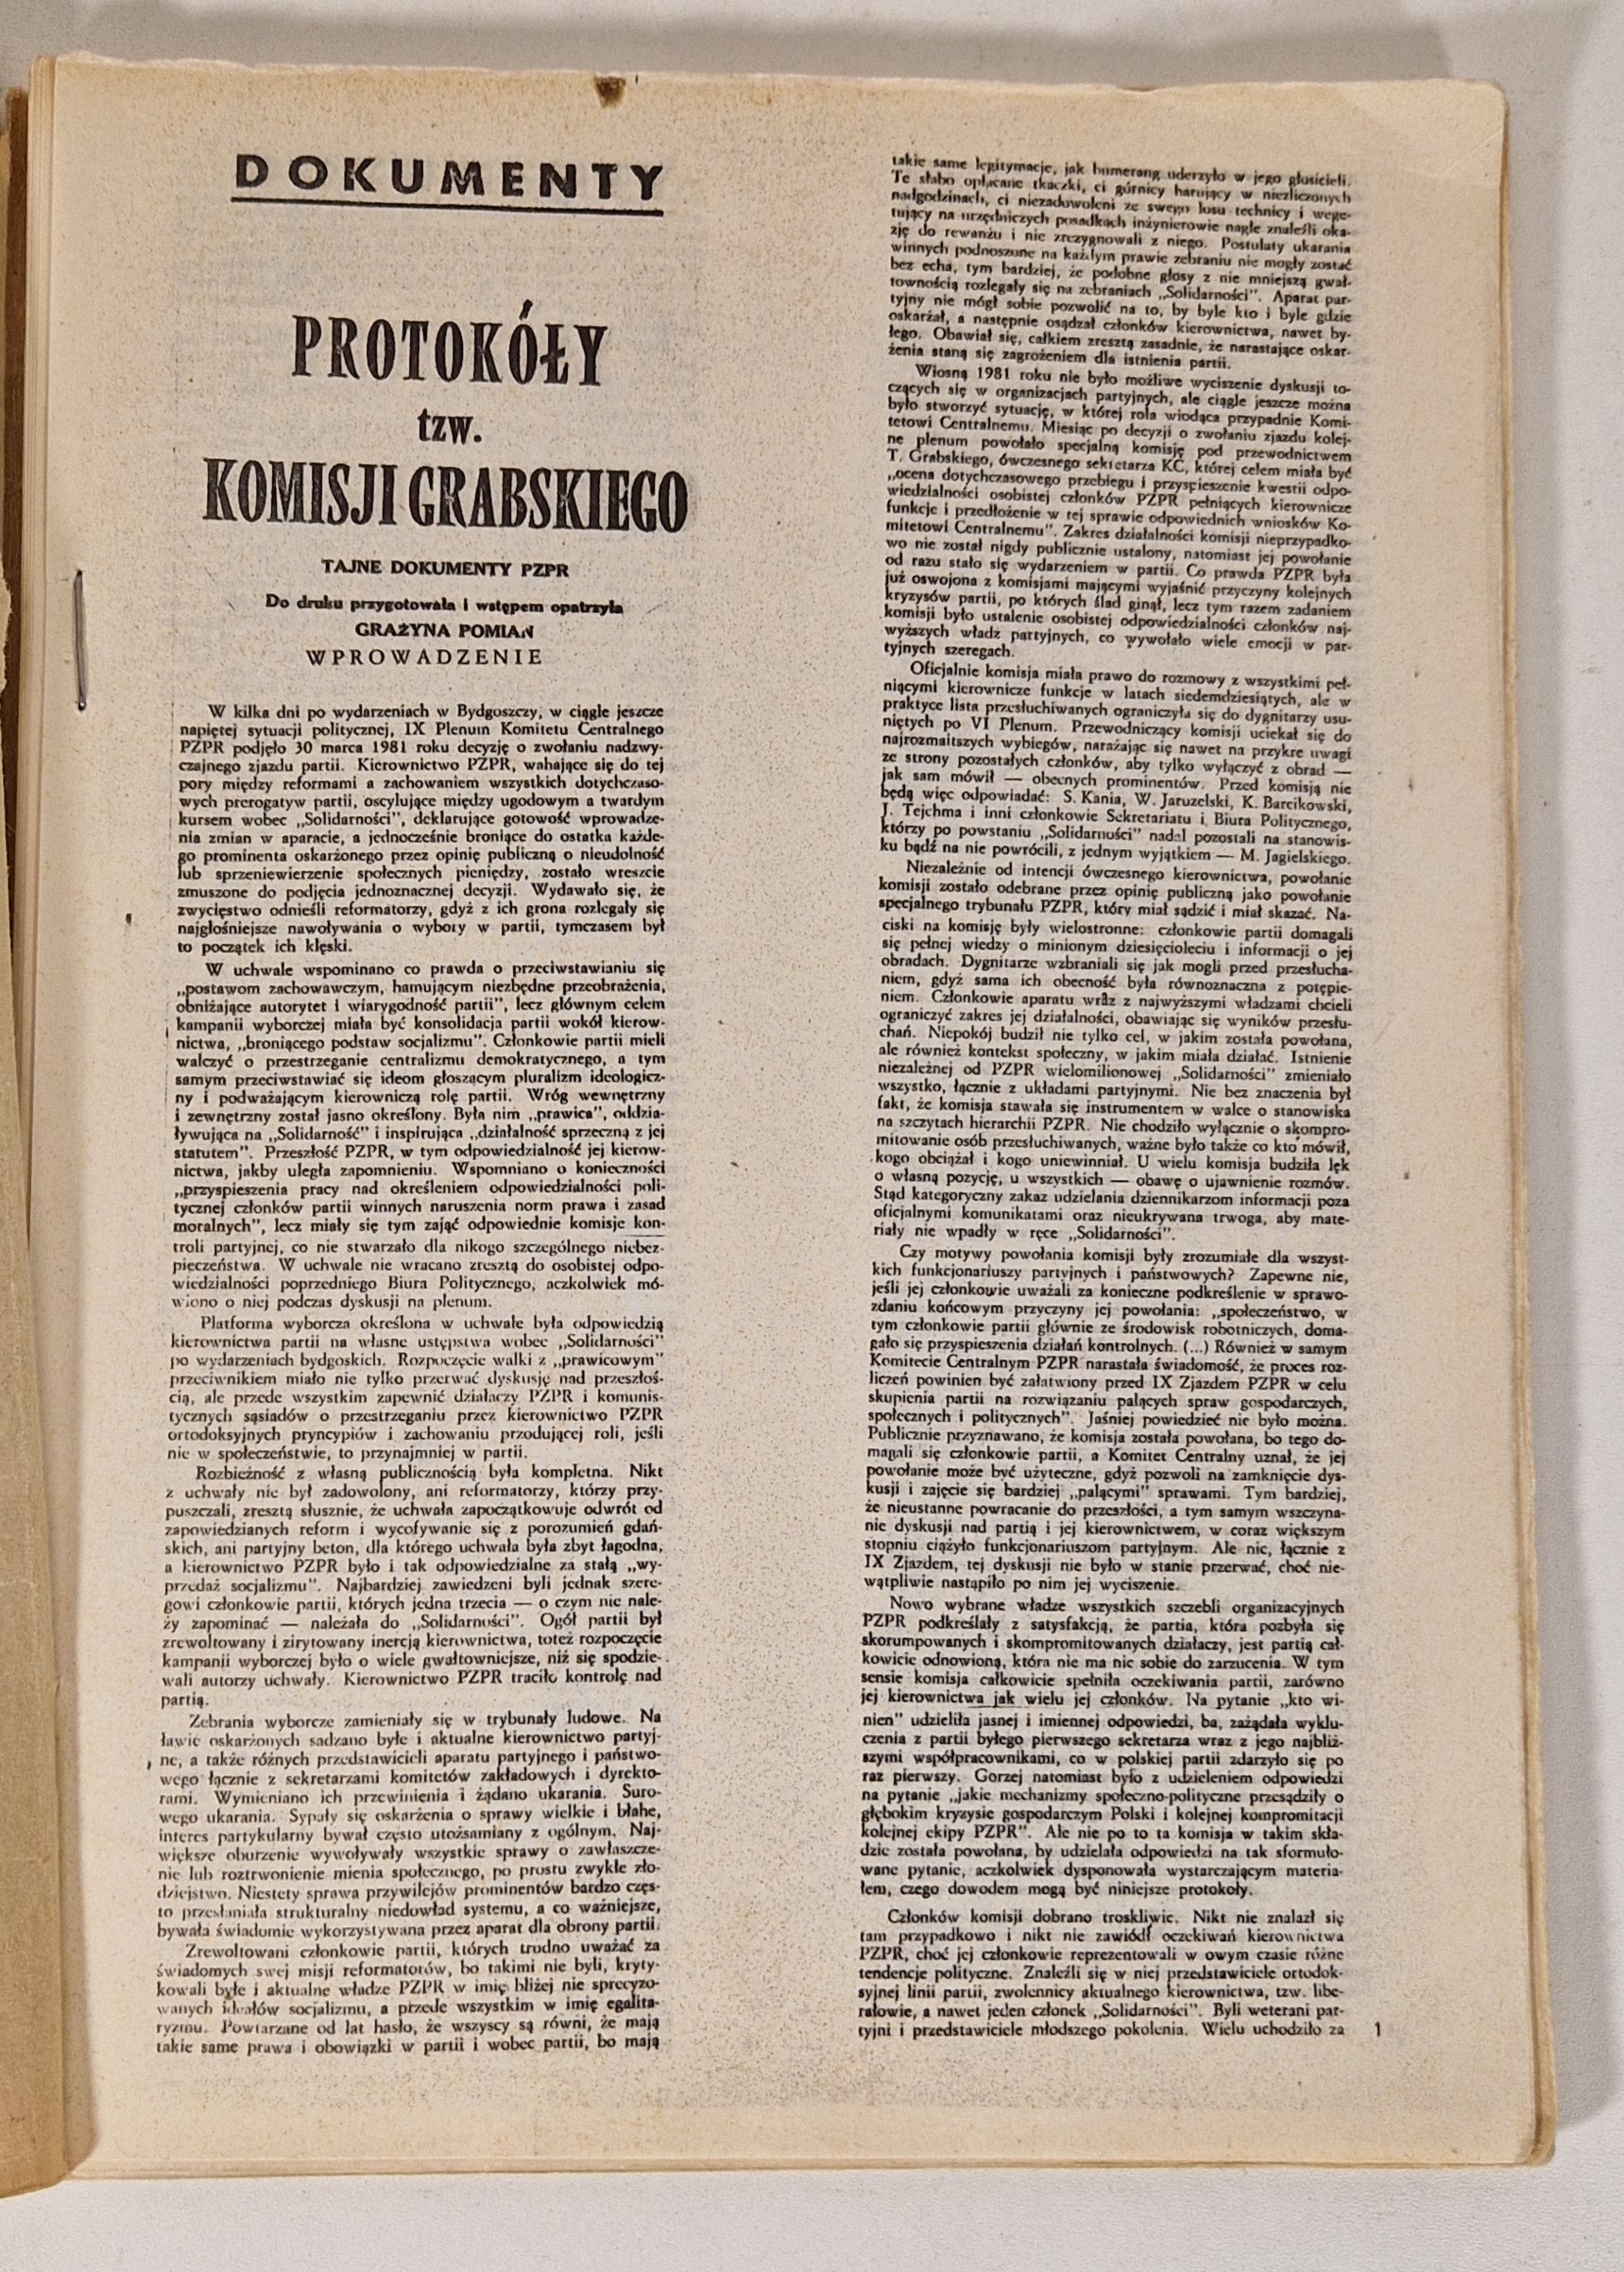 DOKUMENTY
PROTOKÓŁY
tzw.
KOMISJI GRABSKIEGO
TAJNE DOKUMENTY PZPR
Do druku przygotowała i wstępem opatrzyła
GRAŻYNA POMIAN
WPROWADZENIE
W kilka dni po wydarzeniach w Bydgoszczy, w ciągle jeszcze
napiętej sytuacji politycznej, IX Plenum Komitetu Centralnego
PZPR podjęło 30 marca 1981 roku decyzję o zwołaniu nadzwy-
czajnego zjazdu partii. Kierownictwo PZPR, wahające się do tej
pory między reformami a zachowaniem wszystkich dotychczaso-
wych prerogatyw partii, oscylujące między ugodowym a twardym
kursem wobec „Solidarności”, deklarujące gotowość wprowadze-
nia zmian w aparacie, a jednocześnie broniące do ostatka każde-
go prominenta oskarżonego przez opinię publiczną o nieudolność
lub sprzeniewierzenie społecznych pieniędzy, zostało wreszcie
zmuszone do podjęcia jednoznacznej decyzji. Wydawało się, że
zwycięstwo odnieśli reformatorzy, gdyż z ich grona rozlegały się
najgłośniejsze nawoływania o wybory w partii, tymczasem był
to początek ich klęski.
W uchwale wspominano co prawda o przeciwstawianiu się
„postawom zachowawczym, hamującym niezbędne przeobrażenia,
obniżające autorytet i wiarygodność partii”, lecz głównym celem
kampanii wyborczej miała być konsolidacja partii wokół kierow-
nictwa, „broniącego podstaw socjalizmu”. Członkowie partii mieli
walczyć o przestrzeganie centralizmu demokratycznego, a tym
samym przeciwstawiać się ideom głoszącym pluralizm ideologicz-
ny i podważającym kierowniczą rolę partii. Wróg wewnętrzny
i zewnętrzny został jasno określony. Była nim „prawica”, oddzia-
ływująca na „Solidarność” i inspirująca „działalność sprzeczną z jej
statutem”. Przeszłość PZPR, w tym odpowiedzialność jej kierow-
nictwa, jakby uległa zapomnieniu. Wspomniano o konieczności
„przyspieszenia pracy nad określeniem odpowiedzialności poli-
tycznej członków partii winnych naruszenia norm prawa i zasad
moralnych”, lecz miały się tym zająć odpowiednie komisje kon-
troli partyjnej, co nie stwarzało dla nikogo szczególnego niebez-
pieczeństwa. W uchwale nie wracano zresztą do osobistej odpo-
wiedzialności poprzedniego Biura Politycznego, aczkolwiek mó-
wiono o niej podczas dyskusji na plenum.
Platforma wyborcza określona w uchwale była odpowiedzią
kierownictwa partii na własne ustępstwa wobec „Solidarności”
po wydarzeniach bydgoskich. Rozpoczęcie walki z „prawicowym”
przeciwnikiem miało nie tylko przerwać dyskusję nad przeszłoś-
cią, ale przede wszystkim zapewnić działaczy PZPR i komunis-
tycznych sąsiadów o przestrzeganiu przez kierownictwo PZPR
ortodoksyjnych pryncypiów i zachowaniu przodującej roli, jeśli
nie w społeczeństwie, to przynajmniej w partii.
Rozbieżność z własną publicznością była kompletna. Nikt
z uchwały nie był zadowolony, ani reformatorzy, którzy przy-
puszczali, zresztą słusznie, że uchwała zapoczątkowuje odwrót od
zapowiedzianych reform i wycofywanie się z porozumień gdań-
skich, ani partyjny beton, dla którego uchwała była zbyt łagodna,
a kierownictwo PZPR było i tak odpowiedzialne za stałą „wy-
przedaż socjalizmu”. Najbardziej zawiedzeni byli jednak szere-
gowi członkowie partii, których jedna trzecia — o czym nie nale-
ży zapominać — należała do „Solidarności”. Ogół partii był
zrewoltowany i zirytowany inercją kierownictwa, toteż rozpoczęcie
kampanii wyborczej było o wiele gwałtowniejsze, niż się spodzie-
wali autorzy uchwały. Kierownictwo PZPR traciło kontrolę nad
partią.
Zebrania wyborcze zamieniały się w trybunały ludowe. Na
ławie oskarżonych sadzano byłe i aktualne kierownictwo partyj-
ne, a także różnych przedstawicieli aparatu partyjnego i państwo-
wego łącznie z sekretarzami komitetów zakładowych i dyrekto-
rami. Wymieniano ich przewinienia i żądano ukarania. Suro-
wego ukarania. Sypały się oskarżenia o sprawy wielkie i błahe,
interes partykularny bywał często utożsamiany z ogólnym. Naj-
większe oburzenie wywoływały wszystkie sprawy o zawłaszcze-
nie lub roztrwonienie mienia społecznego, po prostu zwykłe zło-
dziejstwo. Niestety sprawa przywilejów prominentów bardzo częs-
to przesłaniała strukturalny niedowład systemu, a co ważniejsze,
bywała świadomie wykorzystywana przez aparat dla obrony partii.
Zrewoltowani członkowie partii, których trudno uważać za
świadomych swej misji reformatorów, bo takimi nie byli, kryty-
kowali byłe i aktualne władze PZPR w imię bliżej nie sprecyzo-
wanych ideałów socjalizmu, a przede wszystkim w imię egalita-
ryzmu. Powtarzane od lat hasło, że wszyscy są równi, że mają
takie same prawa i obowiązki w partii i wobec partii, bo mają
takie same legitymacje, jak bumerang uderzyło w jego głosicieli.
Te słabo opłacane tkaczki, ci górnicy harujący w niezliczonych
nadgodzinach, ci niezadowoleni ze swego losu technicy i wege-
tujący na urzędniczych posadkach inżynierowie nagle znaleźli oka-
zję do rewanżu i nie zrezygnowali z niego. Postulaty ukarania
winnych podnoszone na każdym prawie zebraniu nie mogły zostać
bez echa, tym bardziej, że podobne głosy z nie mniejszą gwał-
townością rozlegały się na zebraniach „Solidarności”. Aparat par-
tyjny nie mógł sobie pozwolić na to, by byle kto i byle gdzie
oskarżał, a następnie osądzał członków kierownictwa, nawet by-
łego. Obawiał się, całkiem zresztą zasadnie, że narastające oskar-
żenia staną się zagrożeniem dla istnienia partii.
Wiosną 1981 roku nie było możliwe wyciszenie dyskusji to-
czących się w organizacjach partyjnych, ale ciągle jeszcze można
było stworzyć sytuację, w której rola wiodąca przypadnie Komi-
tetowi Centralnemu. Miesiąc po decyzji o zwołaniu zjazdu kolej-
ne plenum powołało specjalną komisję pod przewodnictwem
T. Grabskiego, ówczesnego sekretarza KC, której celem miała być
„ocena dotychczasowego przebiegu i przyspieszenie kwestii odpo-
wiedzialności osobistej członków PZPR pełniących kierownicze
funkcje i przedłożenie w tej sprawie odpowiednich wniosków Ko-
mitetowi Centralnemu”. Zakres działalności komisji nieprzypadko-
wo nie został nigdy publicznie ustalony, natomiast jej powołanie
od razu stało się wydarzeniem w partii. Co prawda PZPR była
już oswojona z komisjami mającymi wyjaśnić przyczyny kolejnych
kryzysów partii, po których ślad ginął, lecz tym razem zadaniem
komisji było ustalenie osobistej odpowiedzialności członków naj-
wyższych władz partyjnych, co wywołało wiele emocji w par-
tyjnych szeregach.
Oficjalnie komisja miała prawo do rozmowy z wszystkimi peł-
niącymi kierownicze funkcje w latach siedemdziesiątych, ale w
praktyce lista przesłuchiwanych ograniczyła się do dygnitarzy usu-
niętych po VI Plenum. Przewodniczący komisji uciekał się do
najrozmaitszych wybiegów, narażając się nawet na przykre uwagi
ze strony pozostałych członków, aby tylko wyłączyć z obrad —
jak sam mówił — obecnych prominentów. Przed komisją nie
będą więc odpowiadać: S. Kania, W. Jaruzelski, K. Barcikowski,
J. Tejchma i inni członkowie Sekretariatu i Biura Politycznego,
którzy po powstaniu „Solidarności” nadal pozostali na stanowis-
ku bądź na nie powrócili, z jednym wyjątkiem — M. Jagielskiego.
Niezależnie od intencji ówczesnego kierownictwa, powołanie
komisji zostało odebrane przez opinię publiczną jako powołanie
specjalnego trybunału PZPR, który miał sądzić i miał skazać. Na-
ciski na komisję były wielostronne: członkowie partii domagali
się pełnej wiedzy o minionym dziesięcioleciu i informacji o jej
obradach. Dygnitarze wzbraniali się jak mogli przed przesłucha-
niem, gdyż sama ich obecność była równoznaczna z potępie-
niem. Członkowie aparatu wraz z najwyższymi władzami chcieli
ograniczyć zakres jej działalności, obawiając się wyników przesłu-
chań. Niepokój budził nie tylko cel, w jakim została powołana,
ale również kontekst społeczny, w jakim miała działać. Istnienie
niezależnej od PZPR wielomilionowej „Solidarności” zmieniało
wszystko, łącznie z układami partyjnymi. Nie bez znaczenia był
fakt, że komisja stawała się instrumentem w walce o stanowiska
na szczytach hierarchii PZPR. Nie chodziło wyłącznie o skompro-
mitowanie osób przesłuchiwanych, ważne było także co kto mówił,
kogo obciążał i kogo uniewinniał. U wielu komisja budziła lęk
o własną pozycję, u wszystkich — obawę o ujawnienie rozmów.
Stąd kategoryczny zakaz udzielania dziennikarzom informacji poza
oficjalnymi komunikatami oraz nieukrywana trwoga, aby mate-
riały nie wpadły w ręce „Solidarności”.
Czy motywy powołania komisji były zrozumiałe dla wszyst-
kich funkcjonariuszy partyjnych i państwowych? Zapewne nie,
jeśli jej członkowie uważali za konieczne podkreślenie w sprawo-
zdaniu końcowym przyczyny jej powołania: „społeczeństwo, w
tym członkowie partii głównie ze środowisk robotniczych, doma-
gało się przyspieszenia działań kontrolnych. (...) Również w samym
Komitecie Centralnym PZPR narastała świadomość, że proces roz-
liczeń powinien być załatwiony przed IX Zjazdem PZPR w celu
skupienia partii na rozwiązaniu palących spraw gospodarczych,
społecznych i politycznych”. Jaśniej powiedzieć nie było można.
Publicznie przyznawano, że komisja została powołana, bo tego do-
magali się członkowie partii, a Komitet Centralny uznał, że jej
powołanie może być użyteczne, gdyż pozwoli na zamknięcie dys-
kusji i zajęcie się bardziej „palącymi” sprawami. Tym bardziej,
że nieustanne powracanie do przeszłości, a tym samym wszczyna-
nie dyskusji nad partią i jej kierownictwem, w coraz większym
stopniu ciążyło funkcjonariuszom partyjnym. Ale nic, łącznie z
IX Zjazdem, tej dyskusji nie było w stanie przerwać, choć nie-
wątpliwie nastąpiło po nim jej wyciszenie.
Nowo wybrane władze wszystkich szczebli organizacyjnych
PZPR podkreślały z satysfakcją, że partia, która pozbyła się
skorumpowanych i skompromitowanych działaczy, jest partią cał-
kowicie odnowioną, która nie ma nic sobie do zarzucenia. W tym
sensie komisja całkowicie spełniła oczekiwania partii, zarówno
jej kierownictwa jak wielu jej członków. Na pytanie „kto wi-
nien” udzieliła jasnej i imiennej odpowiedzi, ba, zażądała wyklu-
czenia z partii byłego pierwszego sekretarza wraz z jego najbliż-
szymi współpracownikami, co w polskiej partii zdarzyło się po
raz pierwszy. Gorzej natomiast było z udzieleniem odpowiedzi
na pytanie „jakie mechanizmy społeczno-polityczne przesądziły o
głębokim kryzysie gospodarczym Polski i kolejnej kompromitacji
kolejnej ekipy PZPR”. Ale nie po to ta komisja w takim skła-
dzie została powołana, by udzielała odpowiedzi na tak sformuło-
wane pytanie, aczkolwiek dysponowała wystarczającym materia-
łem, czego dowodem mogą być niniejsze protokoły.
Członków komisji dobrano troskliwie. Nikt nie znalazł się
tam przypadkowo i nikt nie zawiódł oczekiwań kierownictwa
PZPR, choć jej członkowie reprezentowali w owym czasie różne
tendencje polityczne. Znaleźli się w niej przedstawiciele ortodok-
syjnej linii partii, zwolennicy aktualnego kierownictwa, tzw. libe-
rałowie, a nawet jeden członek „Solidarności”. Byli weterani par-
tyjni i przedstawiciele młodszego pokolenia. Wielu uchodziło za
1